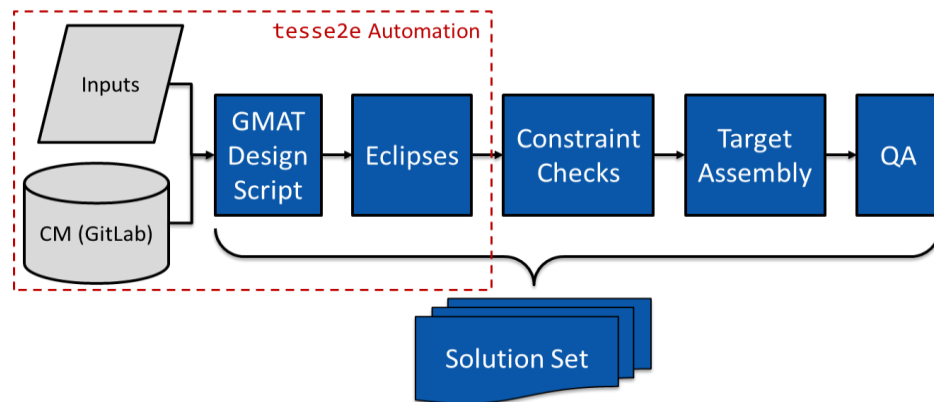 tesse2e Automation
Inputs
CM (GitLab)
GMAT
Design
Script
Eclipses
Constraint
Checks
Target
Assembly
QA
Solution Set